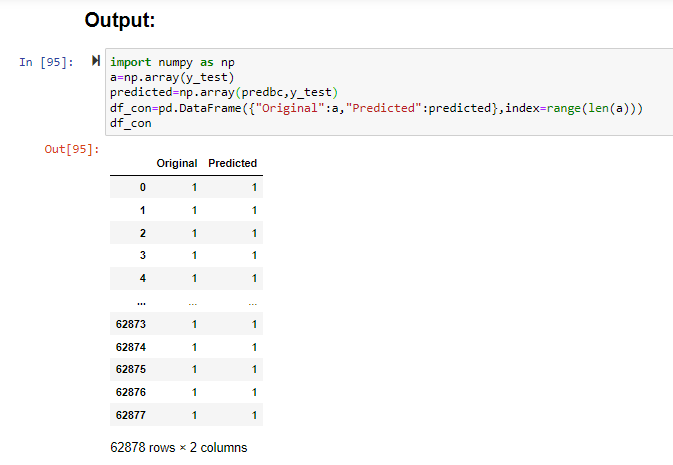 Output:
In [95]: import numpy as np
a=np.array(y_test)
predicted=np.array(predbc,y_test)
df_con=pd.DataFrame({"Original":a,"Predicted":predicted},index=range(len(a)))
df_con
Out[95]:
Original Predicted
0 1 1
1 1 1
2 1 1
3 1 1
4 1 1
... ... ...
62873 1 1
62874 1 1
62875 1 1
62876 1 1
62877 1 1
62878 rows × 2 columns